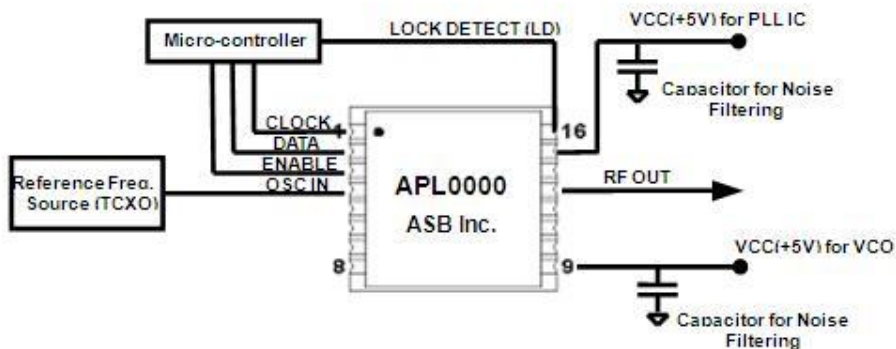 VCC(+5V) for PLL IC
Micro-controller
LOCK DETECT (LD)
Capacitor for Noise
Filtering
CLOCK
1
16
DATA
ENABLE
OSC IN
Reference Freq.
Source (TCXO)
APL0000
ASB Inc.
RF OUT
8
9
VCC(+5V) for VCO
Capacitor for Noise
Filtering